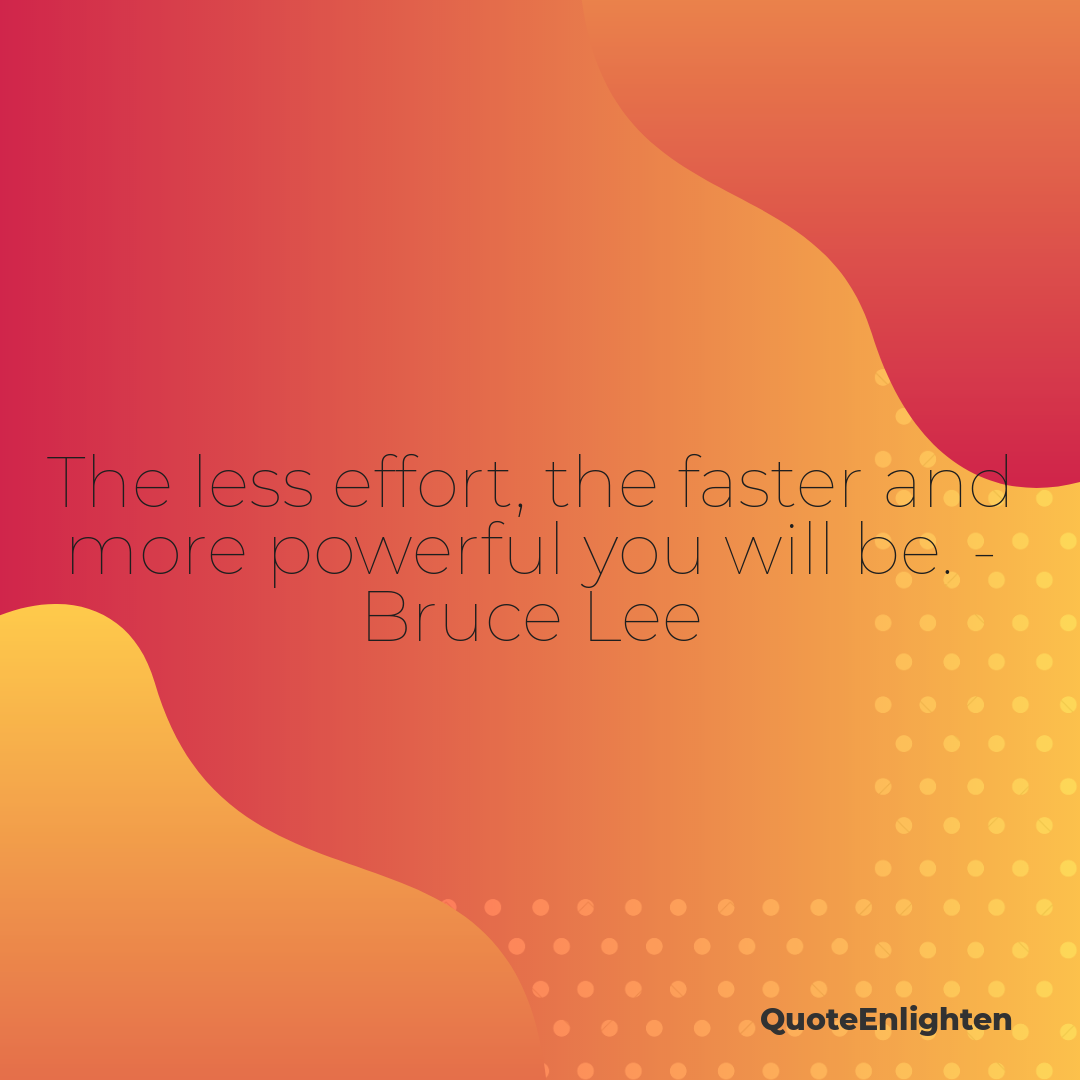 The less effort, the faster and
more powerful you will be. -
Bruce Lee
QuoteEnlighten